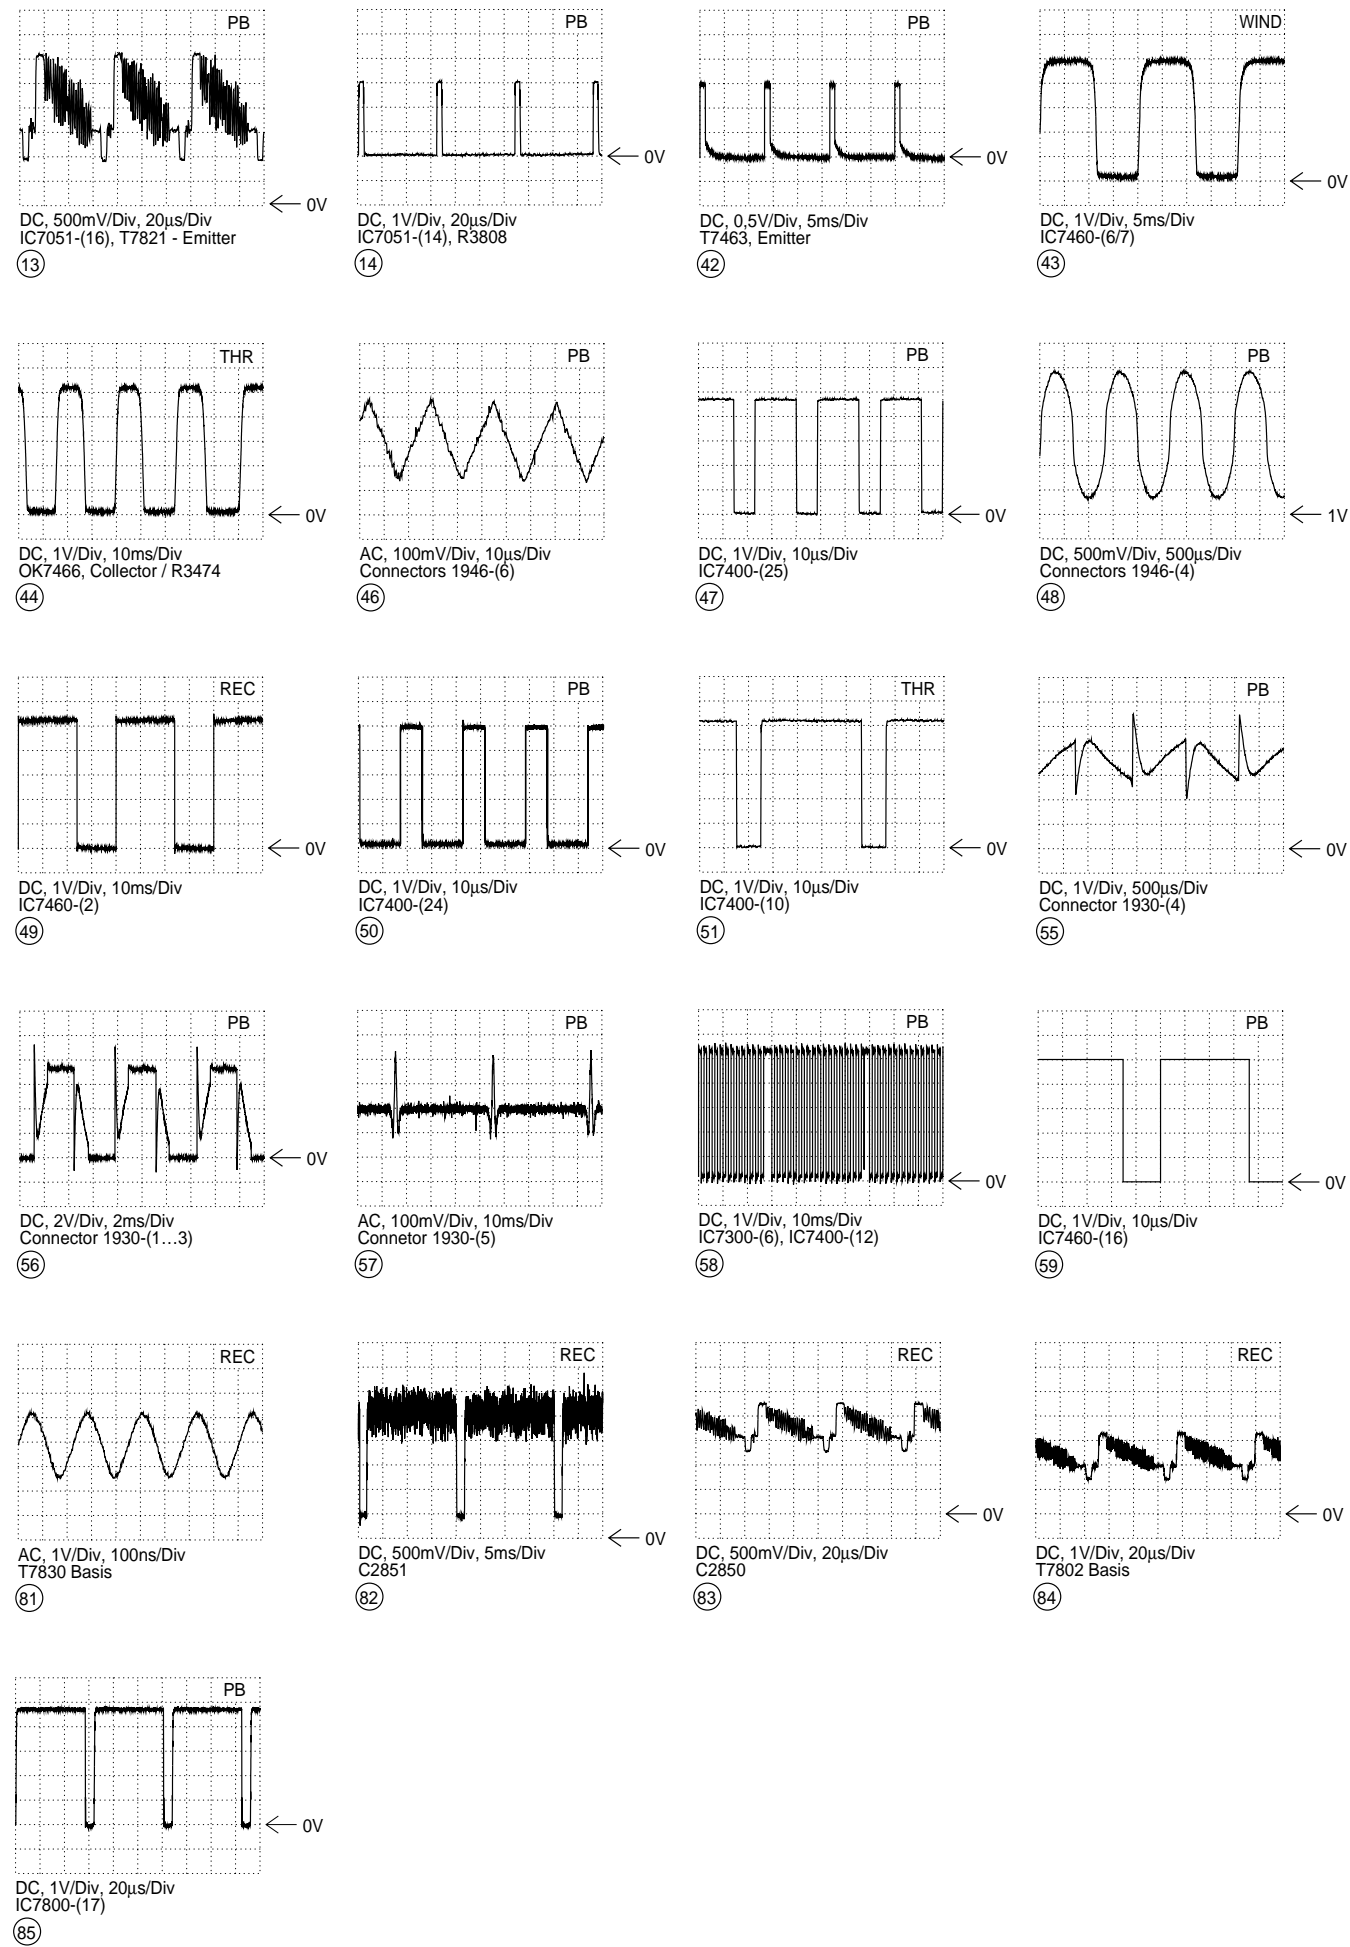 PB
0V
DC, 500mV/Div, 20µs/Div
IC7051-(16), T7821 - Emitter
13
PB
0V
DC, 1V/Div, 20µs/Div
IC7051-(14), R3808
14
PB
0V
DC, 0,5V/Div, 5ms/Div
T7463, Emitter
42
WIND
0V
DC, 1V/Div, 5ms/Div
IC7460-(6/7)
43
THR
0V
DC, 1V/Div, 10ms/Div
OK7466, Collector / R3474
44
PB
AC, 100mV/Div, 10µs/Div
Connectors 1946-(6)
46
PB
0V
DC, 1V/Div, 10µs/Div
IC7400-(25)
47
PB
1V
DC, 500mV/Div, 500µs/Div
Connectors 1946-(4)
48
REC
0V
DC, 1V/Div, 10ms/Div
IC7460-(2)
49
PB
0V
DC, 1V/Div, 10µs/Div
IC7400-(24)
50
THR
0V
DC, 1V/Div, 10µs/Div
IC7400-(10)
51
PB
0V
DC, 1V/Div, 500µs/Div
Connector 1930-(4)
55
PB
0V
DC, 2V/Div, 2ms/Div
Connector 1930-(1...3)
56
PB
AC, 100mV/Div, 10ms/Div
Connetor 1930-(5)
57
PB
0V
DC, 1V/Div, 10ms/Div
IC7300-(6), IC7400-(12)
58
PB
0V
DC, 1V/Div, 10µs/Div
IC7460-(16)
59
REC
AC, 1V/Div, 100ns/Div
T7830 Basis
81
REC
0V
DC, 500mV/Div, 5ms/Div
C2851
82
REC
0V
DC, 500mV/Div, 20µs/Div
C2850
83
REC
0V
DC, 1V/Div, 20µs/Div
T7802 Basis
84
PB
0V
DC, 1V/Div, 20µs/Div
IC7800-(17)
85